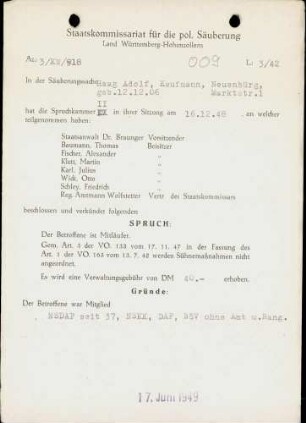 Staatskommissariat für die pol. Säuberung
Land Württemberg-Hohenzollern
Az. 3/KV/918 009 L: 3/42
In der Säuberungssache Haag Adolf, Kaufmann, Neuenbürg,
geb.12.12.06 Marktstr.1
II
hat die Spruchkammer in ihrer Sitzung am 16.12.48 , an welcher
teilgenommen haben:
Staatsanwalt Dr. Braunger Vorsitzender
Baumann, Thomas Beisitzer
Fischer, Alexander "
Klutz, Martin "
Karl, Julius "
Wick, Otto "
Schley, Friedrich "
Reg. Amtmann Wolfstetter Vertr. des Staatskommissars
beschlossen und verkündet folgenden
SPRUCH:
Der Betroffene ist Mitläufer.
Gem. Art. 3 der VO. 133 vom 17. 11. 47 in der Fassung des
Art. 1 der VO. 165 vom 13. 7. 48 werden Sühnemaßnahmen nicht
angeordnet.
Es wird eine Verwaltungsgebühr von DM 20.- erhoben.
Gründe:
Der Betroffene war Mitglied
NSDAP seit 37, NSKK, DAF, NSV ohne Amt u.Rang.
17. Juni 1949